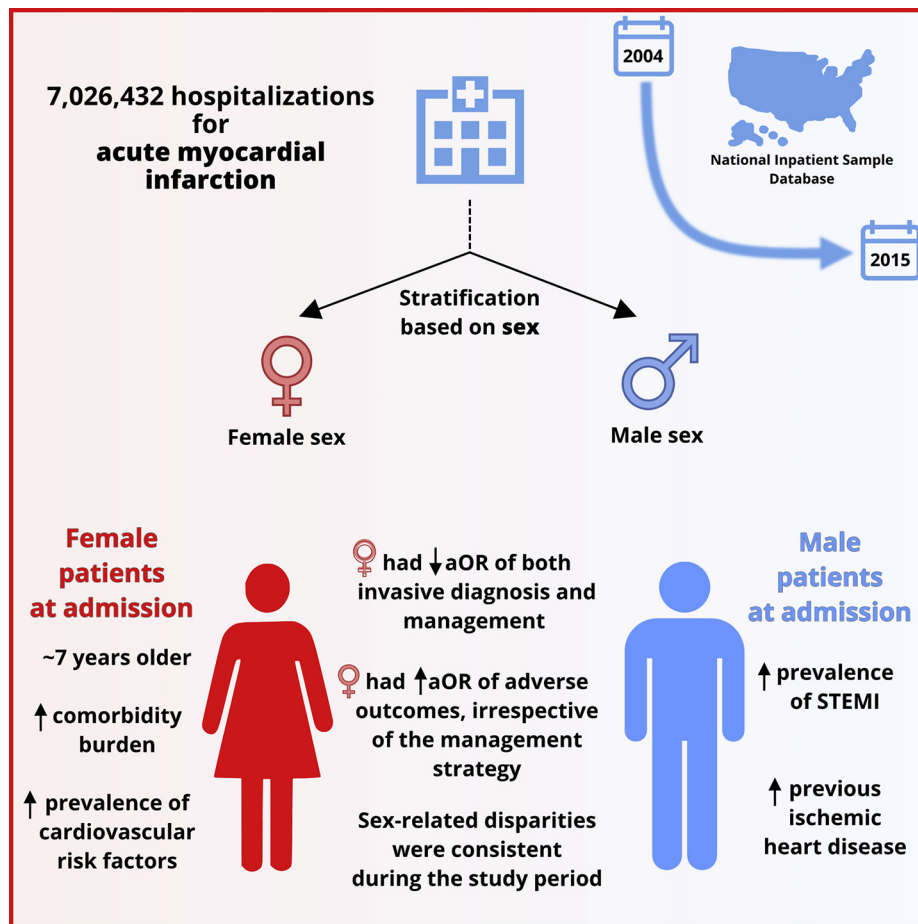 7,026,432 hospitalizations
for
acute myocardial
infarction
2004
National Inpatient Sample
Database
2015
Stratification
based on sex
Female sex
Male sex
Female
patients
at admission
~7 years older
↑ comorbidity
burden
↑ prevalence of
cardiovascular
risk factors
♀ had ↓aOR of both
invasive diagnosis and
management
♀ had ↑aOR of adverse
outcomes, irrespective
of the management
strategy
Sex-related disparities
were consistent
during the study period
Male
patients
at admission
↑ prevalence
of STEMI
↑ previous
ischemic
heart disease